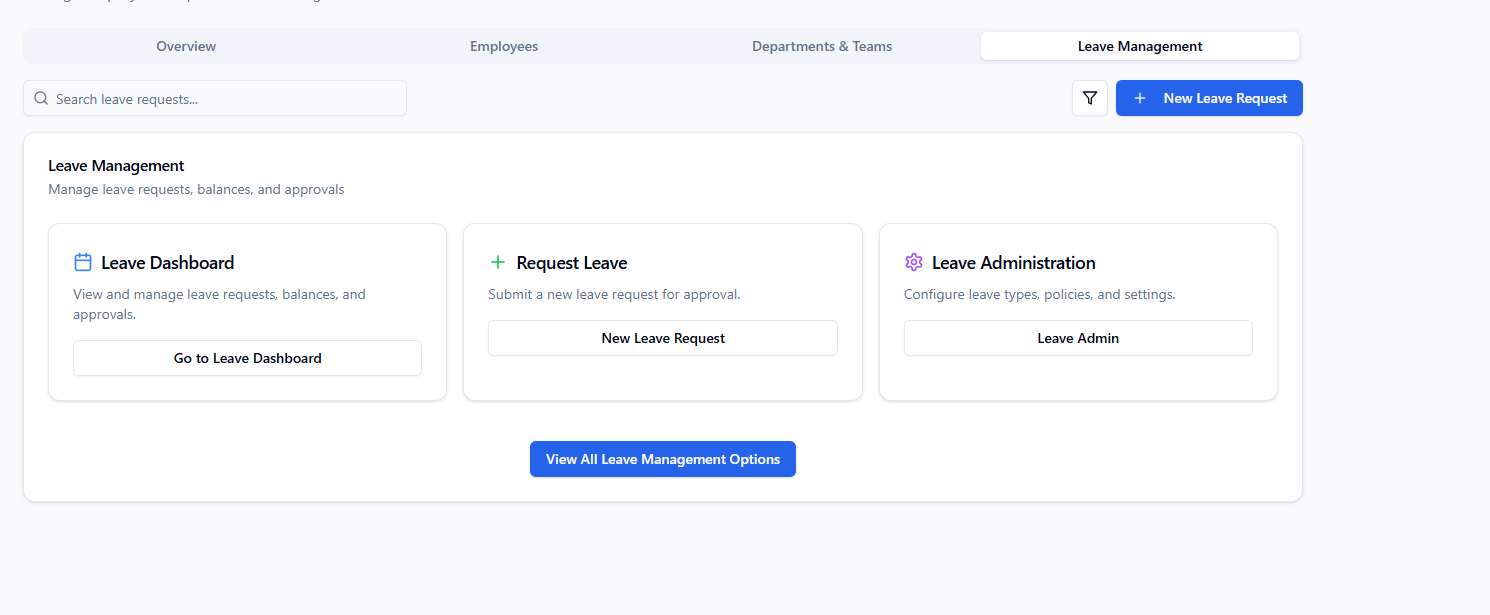 Overview
Employees
Departments & Teams
Leave Management
Search leave requests...
New Leave Request
Leave Management
Manage leave requests, balances, and approvals
Leave Dashboard
View and manage leave requests, balances, and
approvals.
Go to Leave Dashboard
Request Leave
Submit a new leave request for approval.
New Leave Request
Leave Administration
Configure leave types, policies, and settings.
Leave Admin
View All Leave Management Options